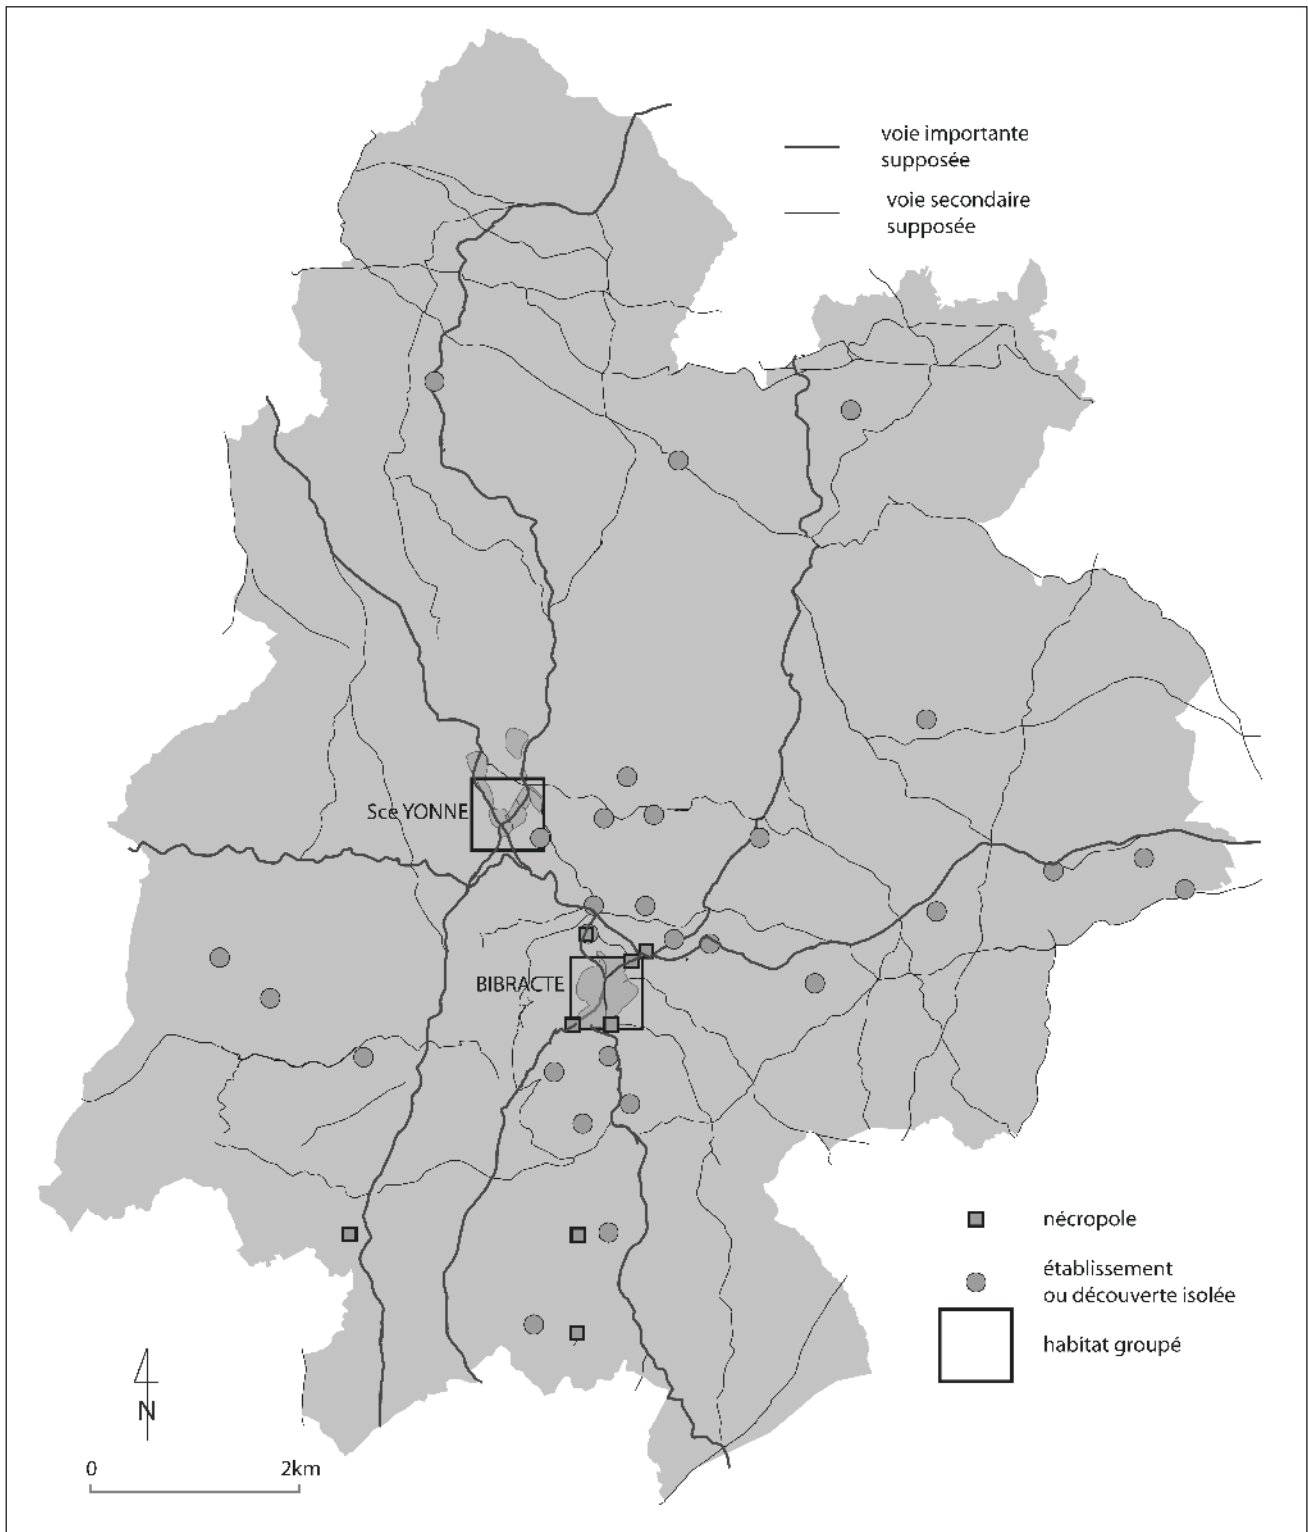 voie importante
supposée
voie secondaire
supposée
Sce YONNE
BIBRACTE
nécropole
établissement
ou découverte isolée
habitat groupé
N
0 2km